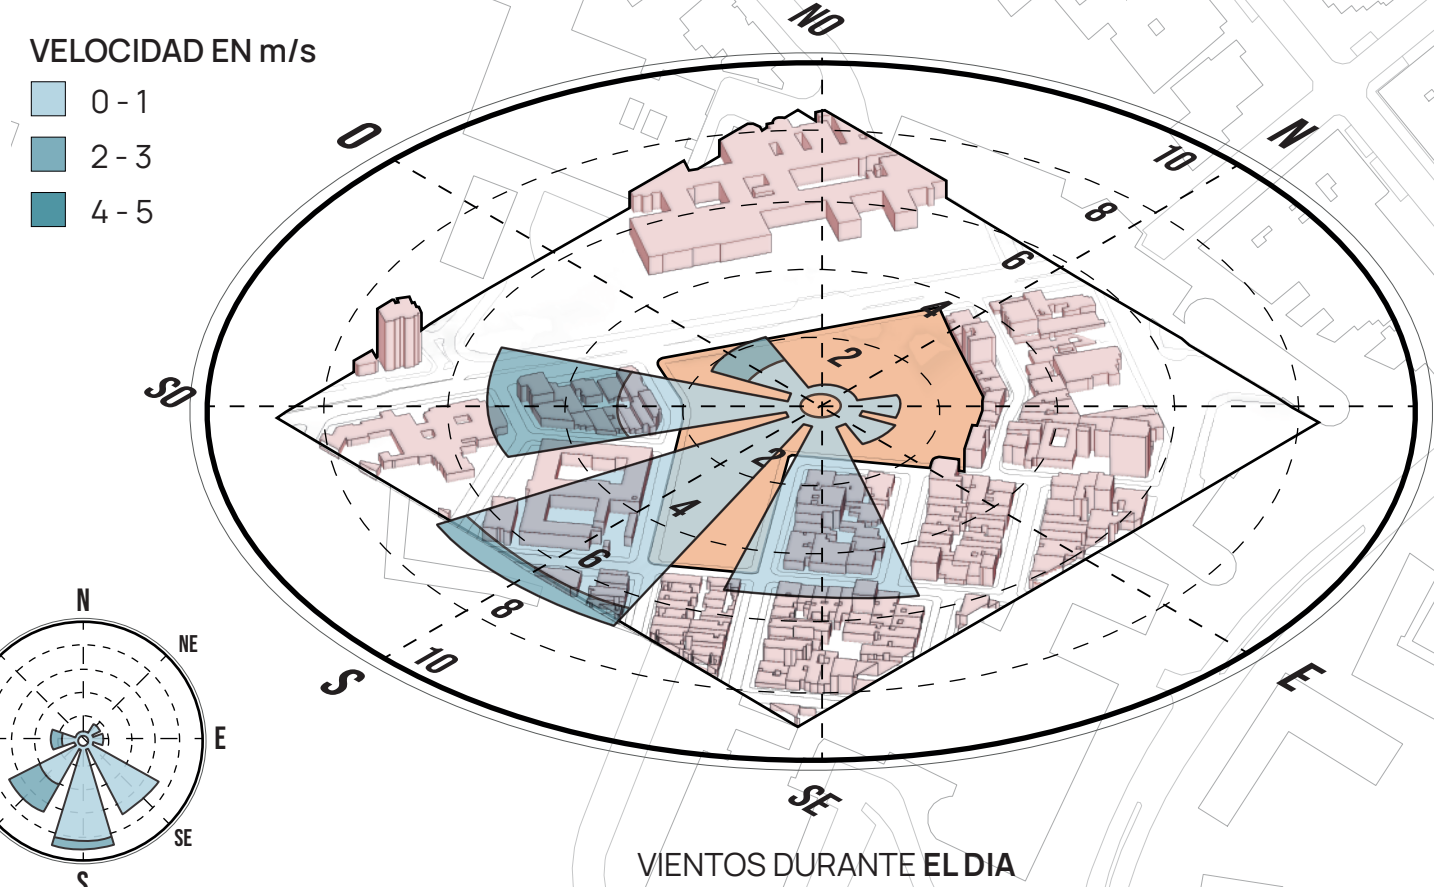 VELOCIDAD EN m/s
0 - 1
2 - 3
4 - 5
NO
O
N
10
8
6
4
2
SO
2
4
6
8
10
S
E
SE
N
NE
E
SE
S
VIENTOS DURANTE EL DIA